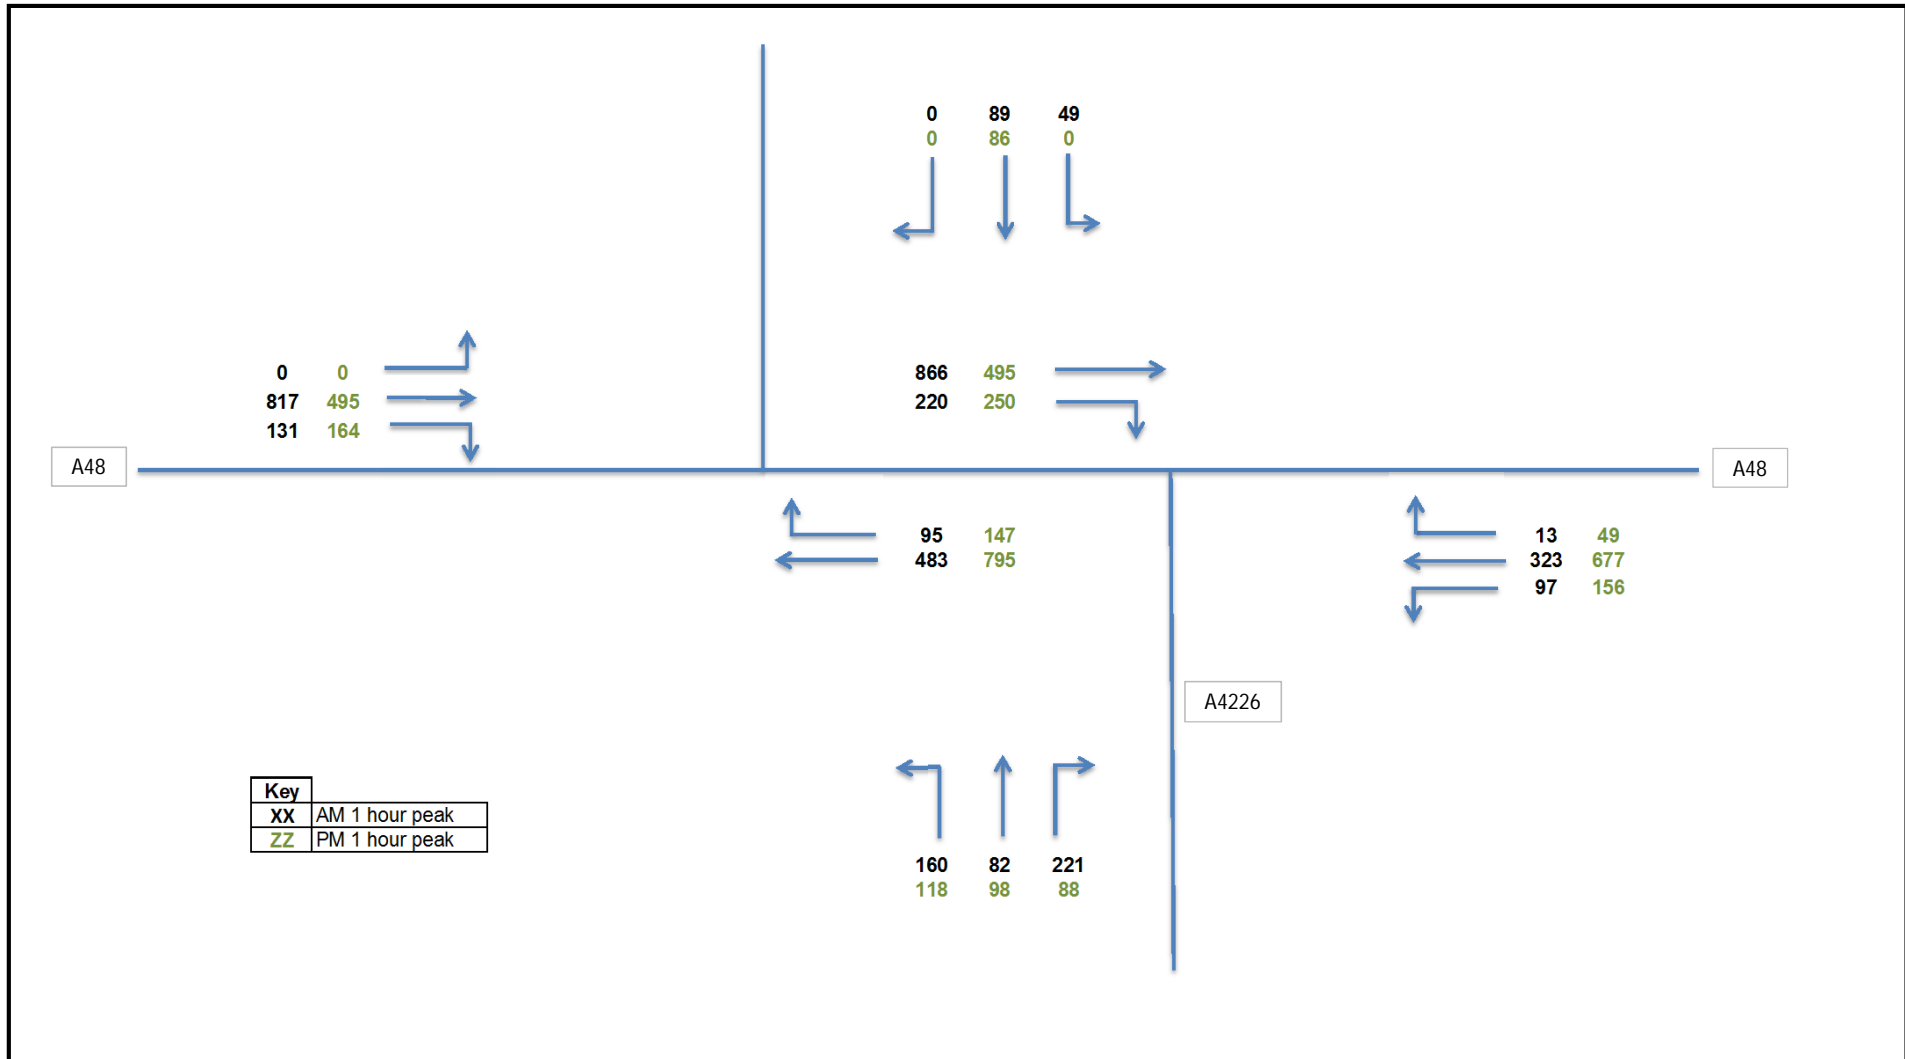 0 89 49
0 86 0
0 0
817 495
131 164
866 495
220 250
A48
A48
95 147
483 795
13 49
323 677
97 156
A4226
Key
XX AM 1 hour peak
ZZ PM 1 hour peak
160 82 221
118 98 88